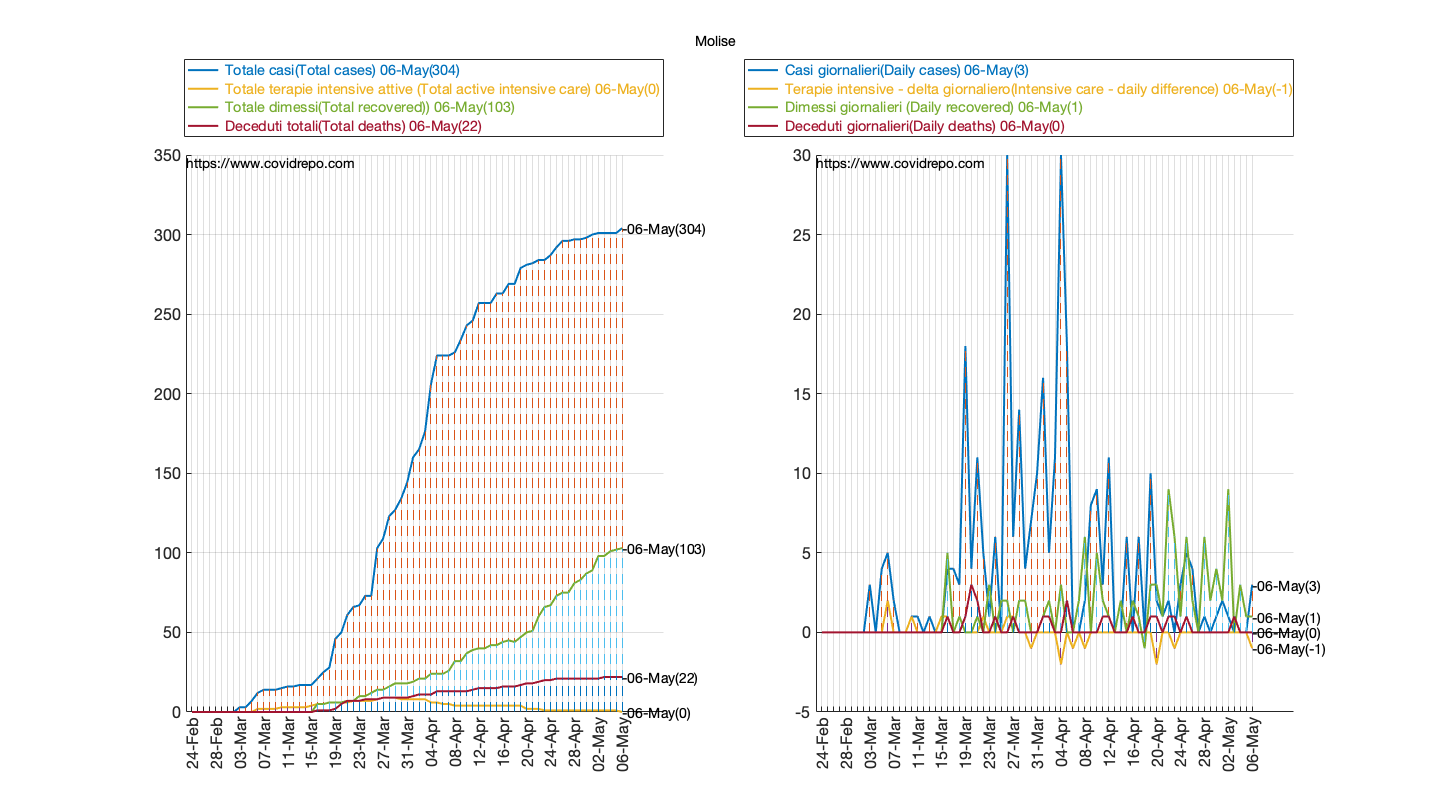 Molise
Totale casi(Total cases) 06-May(304)
Totale terapie intensive attive (Total active intensive care) 06-May(0)
Totale dimessi(Total recovered)) 06-May(103)
Deceduti totali(Total deaths) 06-May(22)
Casi giornalieri(Daily cases) 06-May(3)
Terapie intensive - delta giornaliero(Intensive care - daily difference) 06-May(-1)
Dimessi giornalieri (Daily recovered) 06-May(1)
Deceduti giornalieri(Daily deaths) 06-May(0)
https://www.covidrepo.com
350
300
250
200
150
100
50
0
06-May(304)
06-May(103)
06-May(22)
06-May(0)
24-Feb
28-Feb
03-Mar
07-Mar
11-Mar
15-Mar
19-Mar
23-Mar
27-Mar
31-Mar
04-Apr
08-Apr
12-Apr
16-Apr
20-Apr
24-Apr
28-Apr
02-May
06-May
https://www.covidrepo.com
30
25
20
15
10
5
0
-5
06-May(3)
06-May(1)
06-May(0)
06-May(-1)
24-Feb
28-Feb
03-Mar
07-Mar
11-Mar
15-Mar
19-Mar
23-Mar
27-Mar
31-Mar
04-Apr
08-Apr
12-Apr
16-Apr
20-Apr
24-Apr
28-Apr
02-May
06-May